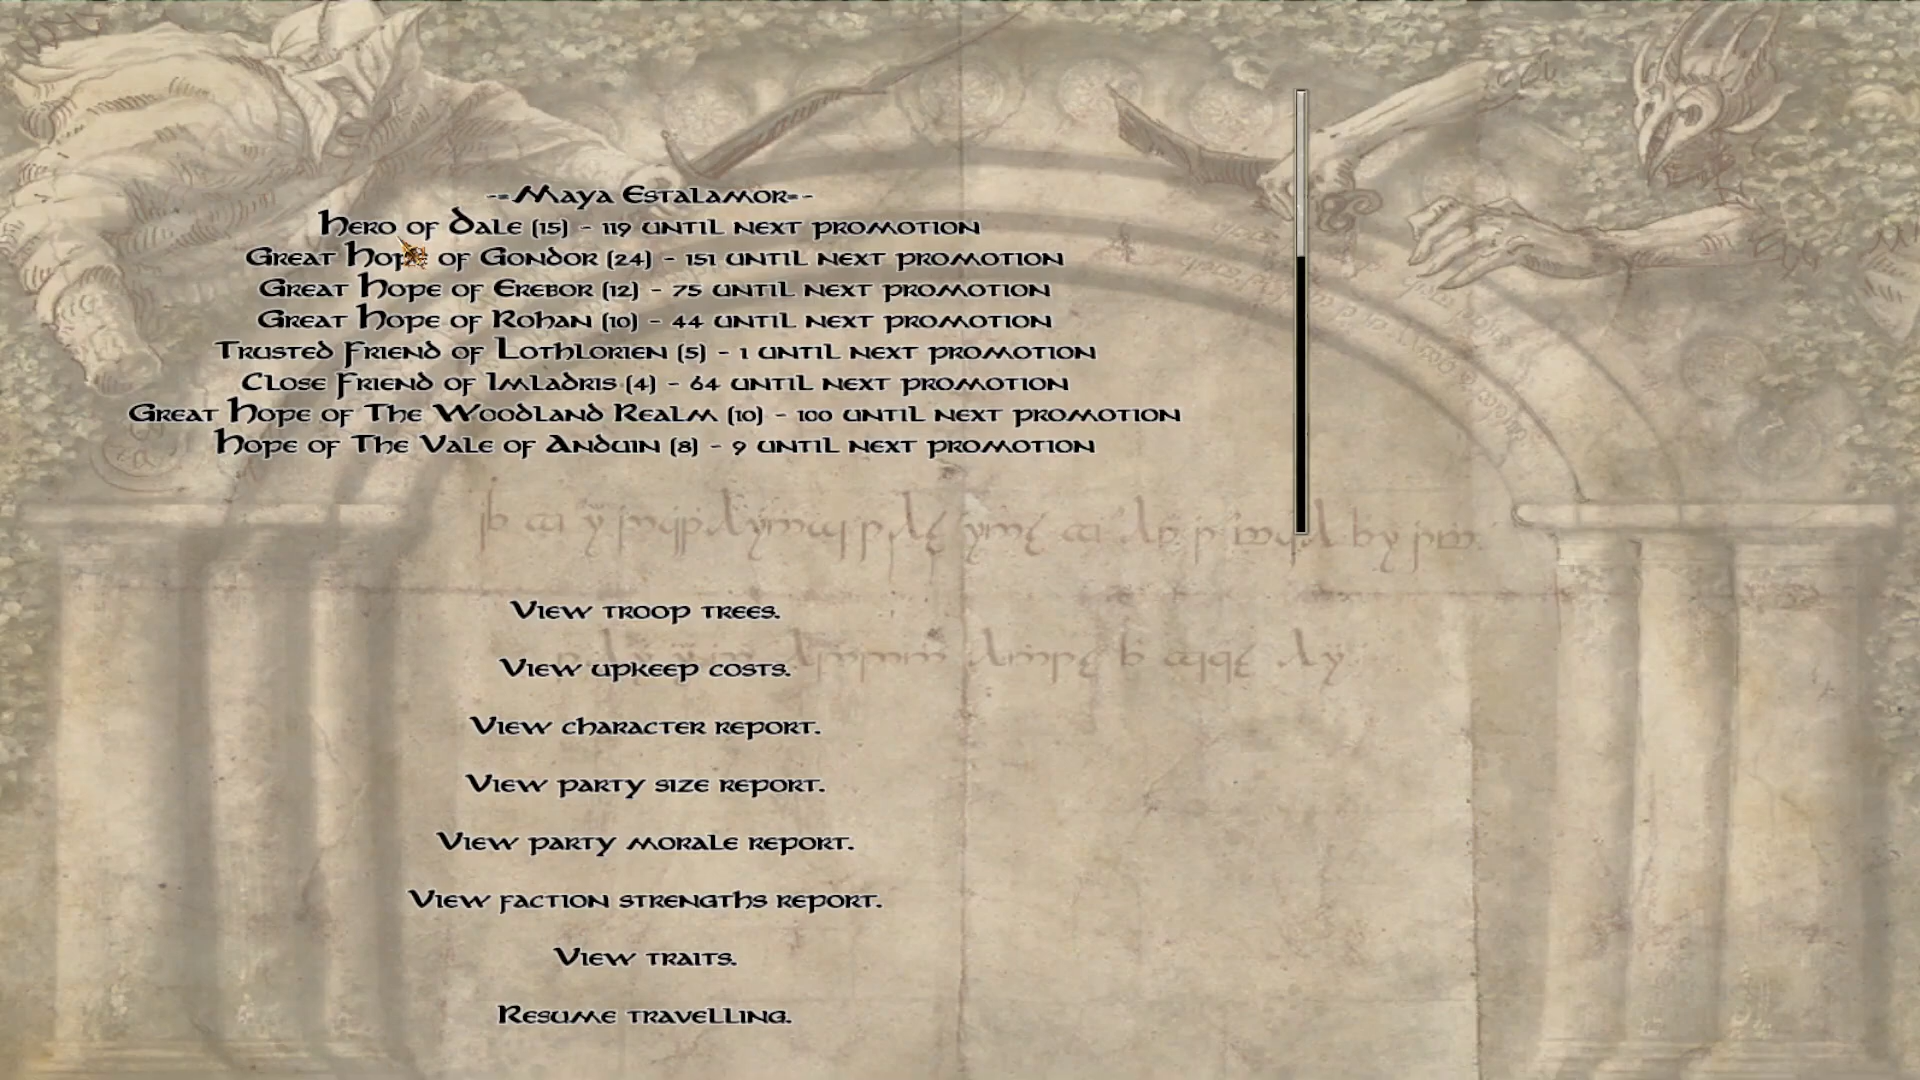 -=Maya Estalamor=-
Hero of Dale (15) - 119 until next promotion
Great Hope of Gondor (24) - 151 until next promotion
Great Hope of Erebor (12) - 75 until next promotion
Great Hope of Rohan (10) - 44 until next promotion
Trusted Friend of Lothlorien (5) - 1 until next promotion
Close Friend of Imladris (4) - 64 until next promotion
Great Hope of The Woodland Realm (10) - 100 until next promotion
Hope of The Vale of Anduin (8) - 9 until next promotion
View troop trees.
View upkeep costs.
View character report.
View party size report.
View party morale report.
View faction strengths report.
View traits.
Resume travelling.